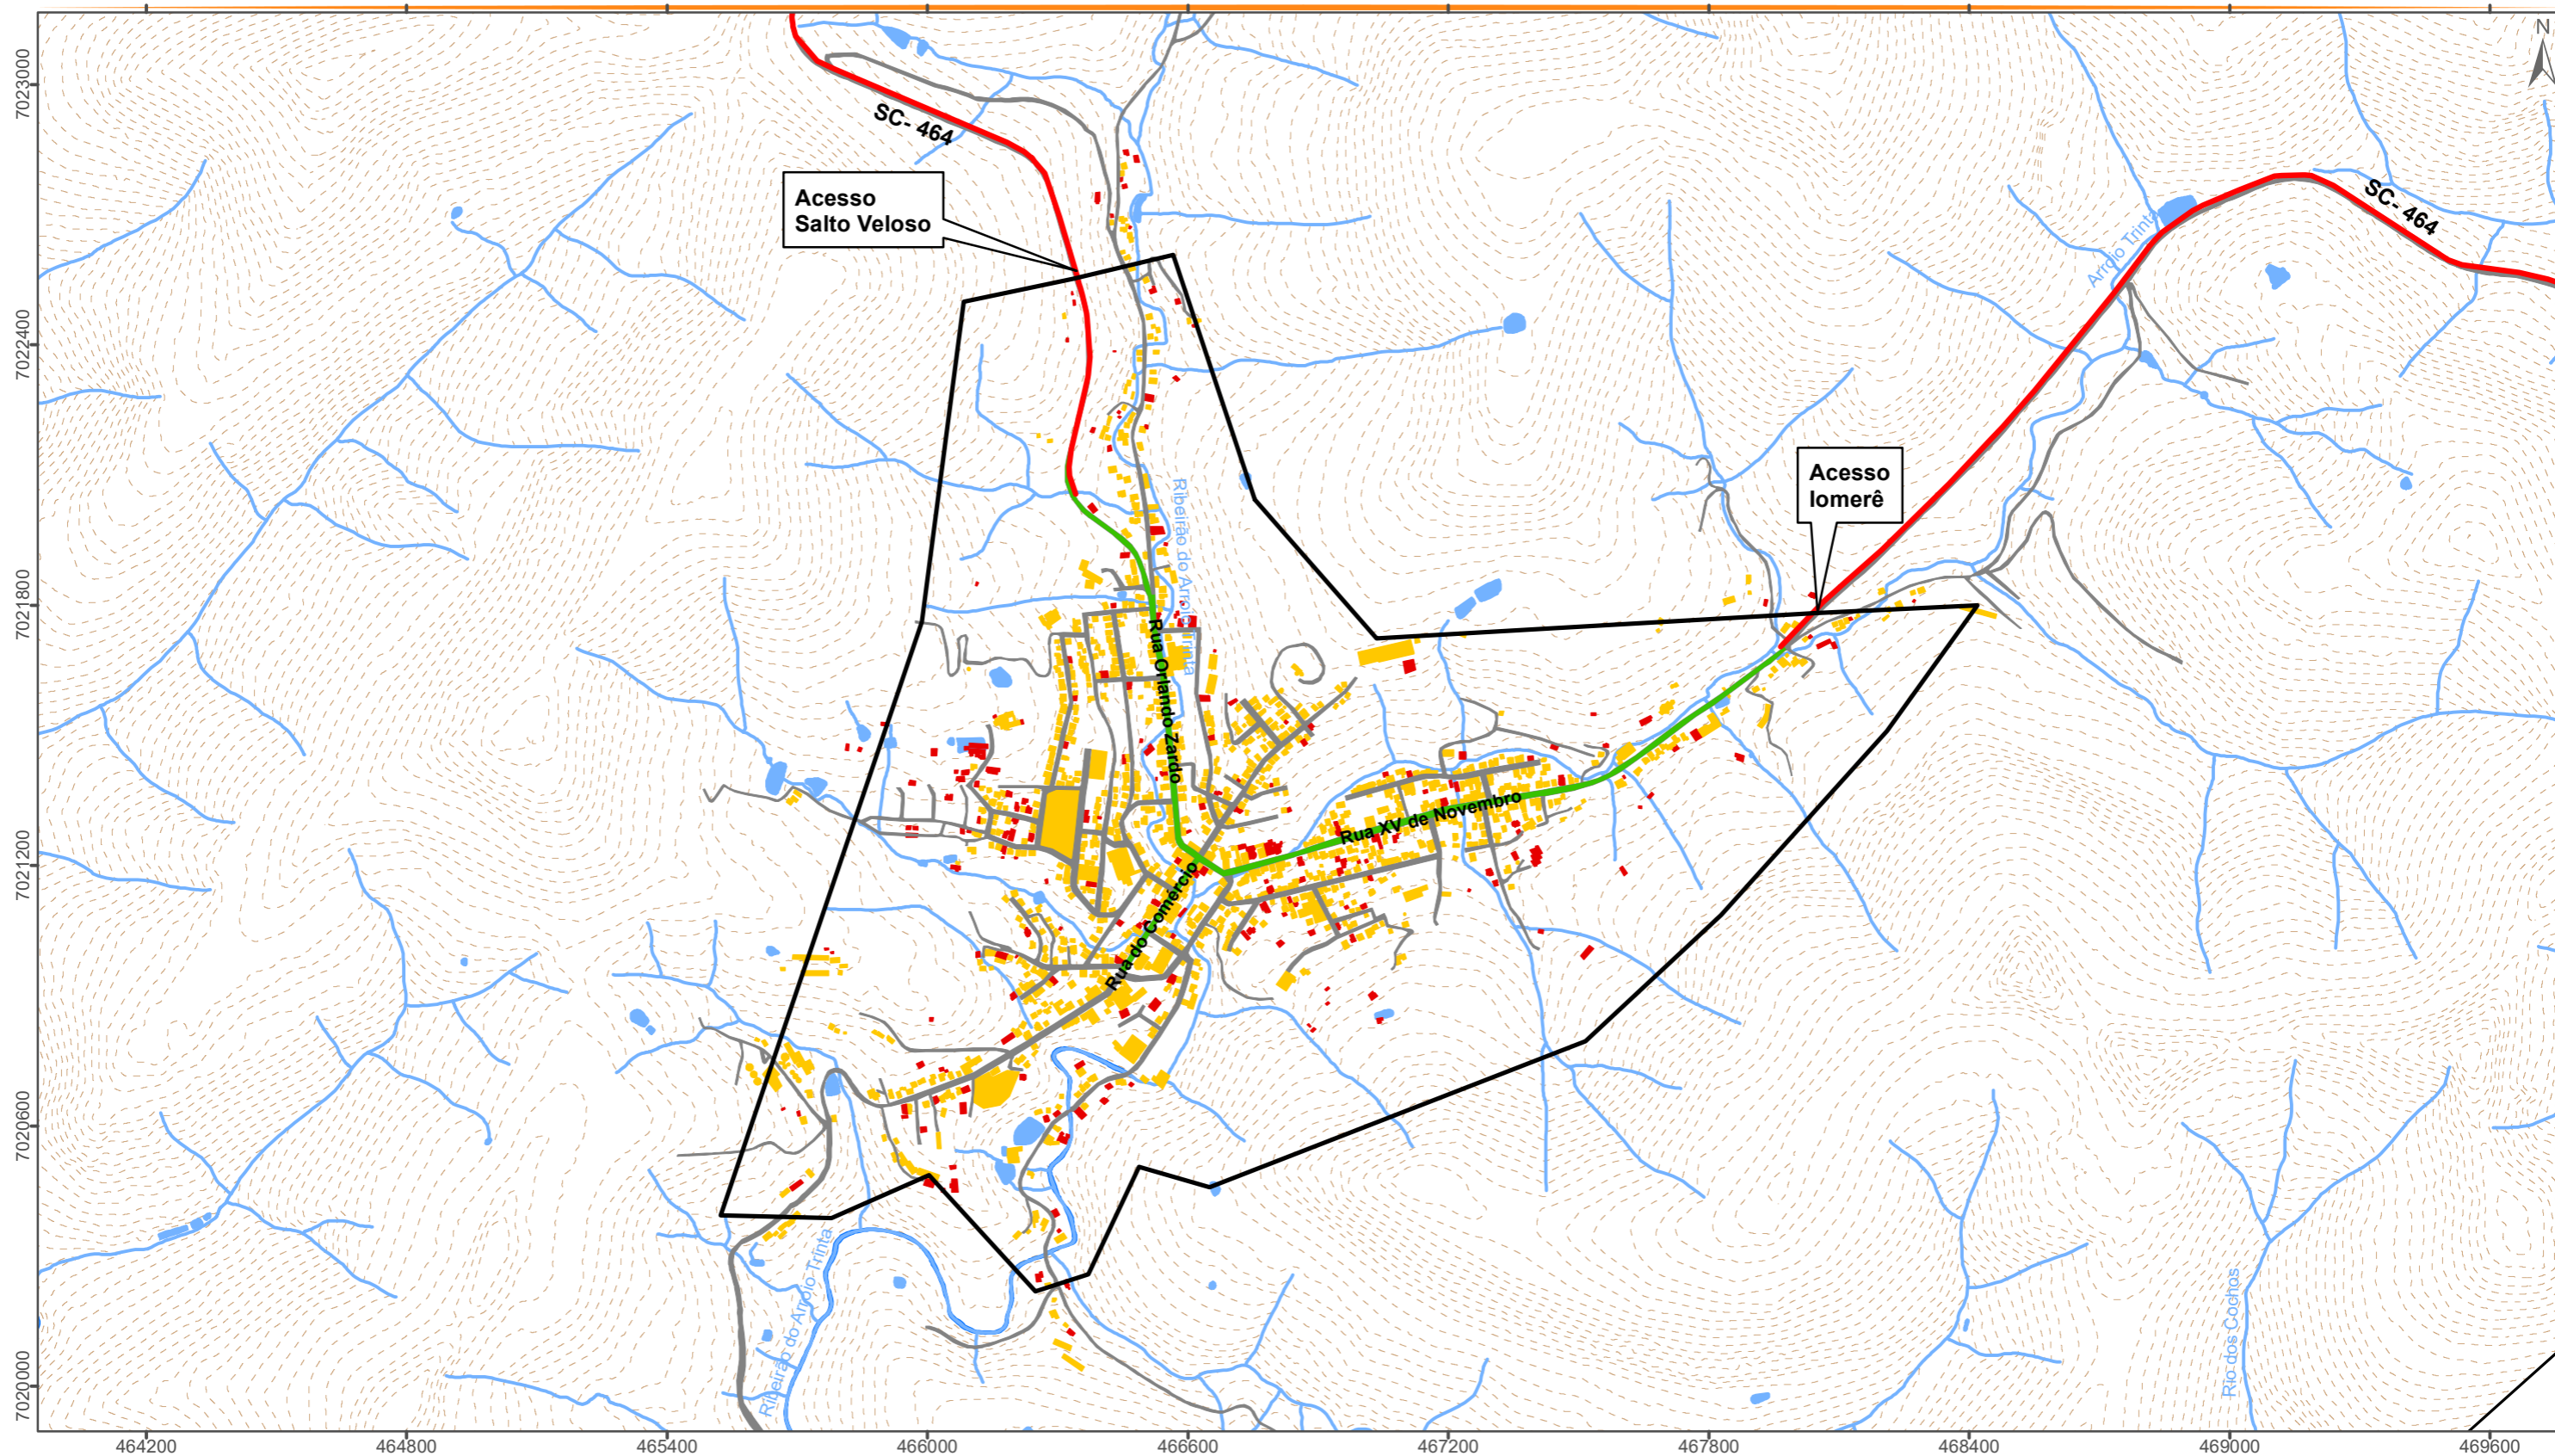 N
SC- 464
Acesso
Salto Veloso
SC- 464
Arroio Trinta
Acesso
Iomerê
Ribeirão do Arroio Trinta
Rua Orlando Zardo
Rua XV de Novembro
Rua do Comércio
Ribeirão do Arroio Trinta
Rio dos Cochos
7023000
7022400
7021800
7021200
7020600
7020000
464200
464800
465400
466000
466600
467200
467800
468400
469000
469600